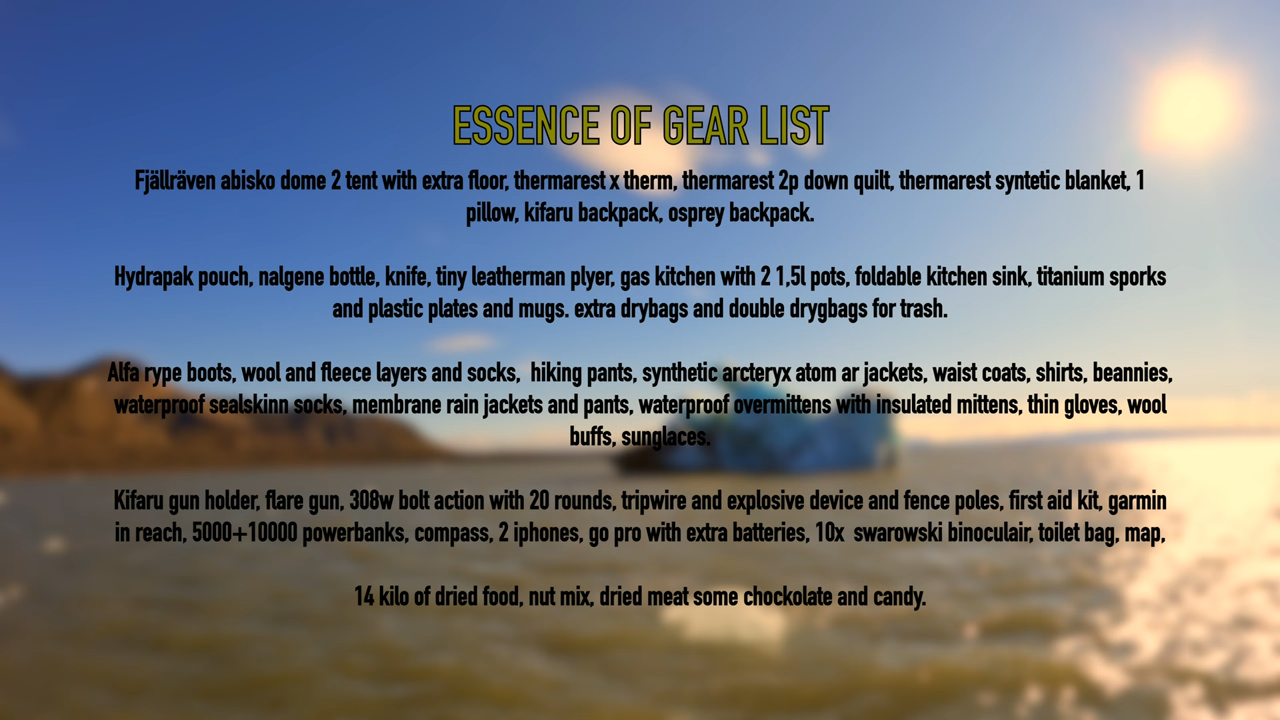 ESSENCE OF GEAR LIST
Fjällräven abisko dome 2 tent with extra floor, thermarest x therm, thermarest 2p down quilt, thermarest syntetic blanket, 1
pillow, kifaru backpack, osprey backpack.
Hydrapak pouch, nalgene bottle, knife, tiny leatherman plyer, gas kitchen with 2 1,5l pots, foldable kitchen sink, titanium sporks
and plastic plates and mugs. extra drybags and double drygbags for trash.
Alfa rype boots, wool and fleece layers and socks,  hiking pants, synthetic arcteryx atom ar jackets, waist coats, shirts, beannies,
waterproof sealskinn socks, membrane rain jackets and pants, waterproof overmittens with insulated mittens, thin gloves, wool
buffs, sunglaces.
Kifaru gun holder, flare gun, 308w bolt action with 20 rounds, tripwire and explosive device and fence poles, first aid kit, garmin
in reach, 5000+10000 powerbanks, compass, 2 iphones, go pro with extra batteries, 10x  swarowski binoculair, toilet bag, map,
14 kilo of dried food, nut mix, dried meat some chockolate and candy.